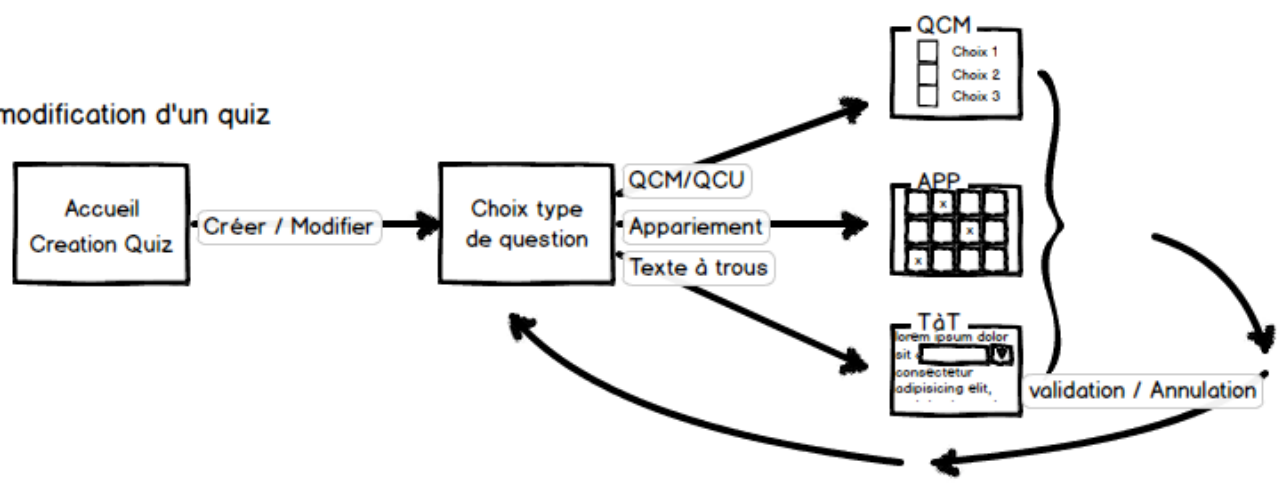 modification d'un quiz
Accueil
Creation Quiz
Créer / Modifier
Choix type
de question
QCM/QCU
Appariement
Texte à trous
QCM
Choix 1
Choix 2
Choix 3
APP
x
x
x
TàT
lorem ipsum dolor
sit
consectetur
adipisicing elit,
validation / Annulation